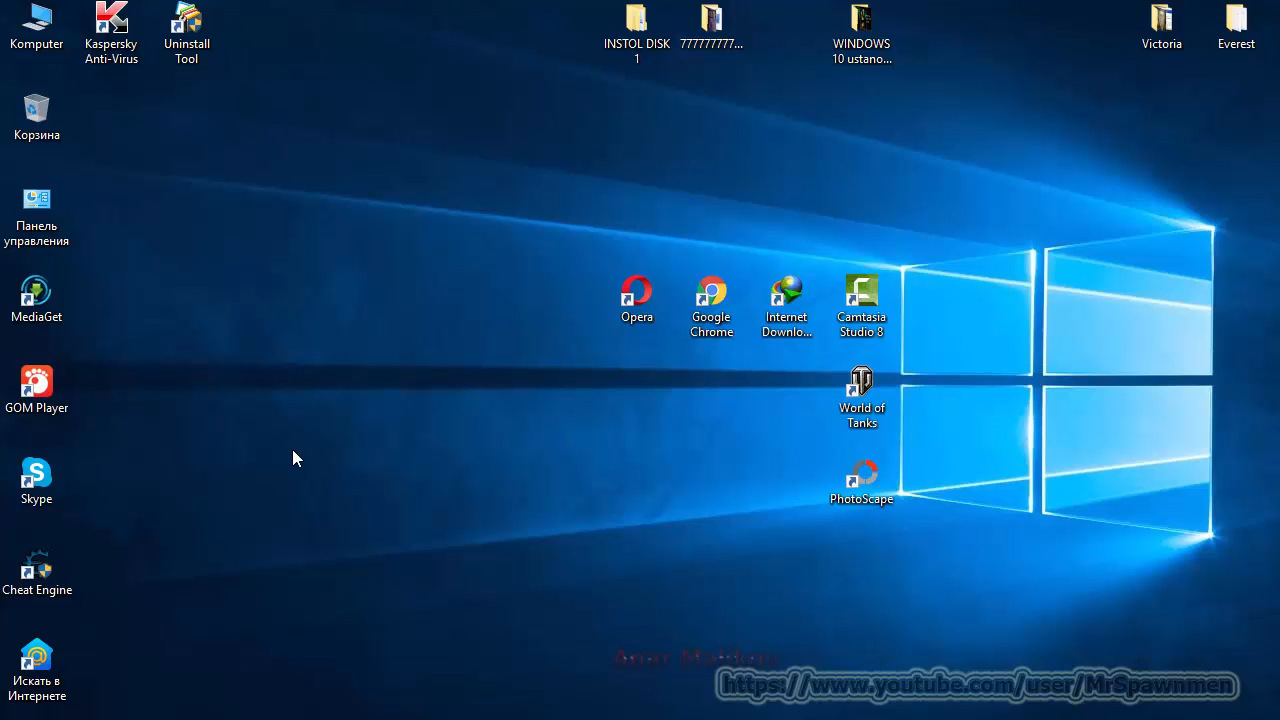 Komputer
Kaspersky
Anti-Virus
Uninstall
Tool
INSTOL DISK
1
777777777...
WINDOWS
10 ustano...
Victoria
Everest
Корзина
Панель
управления
MediaGet
Opera
Google
Chrome
Internet
Downlo...
Camtasia
Studio 8
GOM Player
World of
Tanks
Skype
PhotoScape
Cheat Engine
Искать в
Интернете
https://www.youtube.com/user/MrSpawnmen